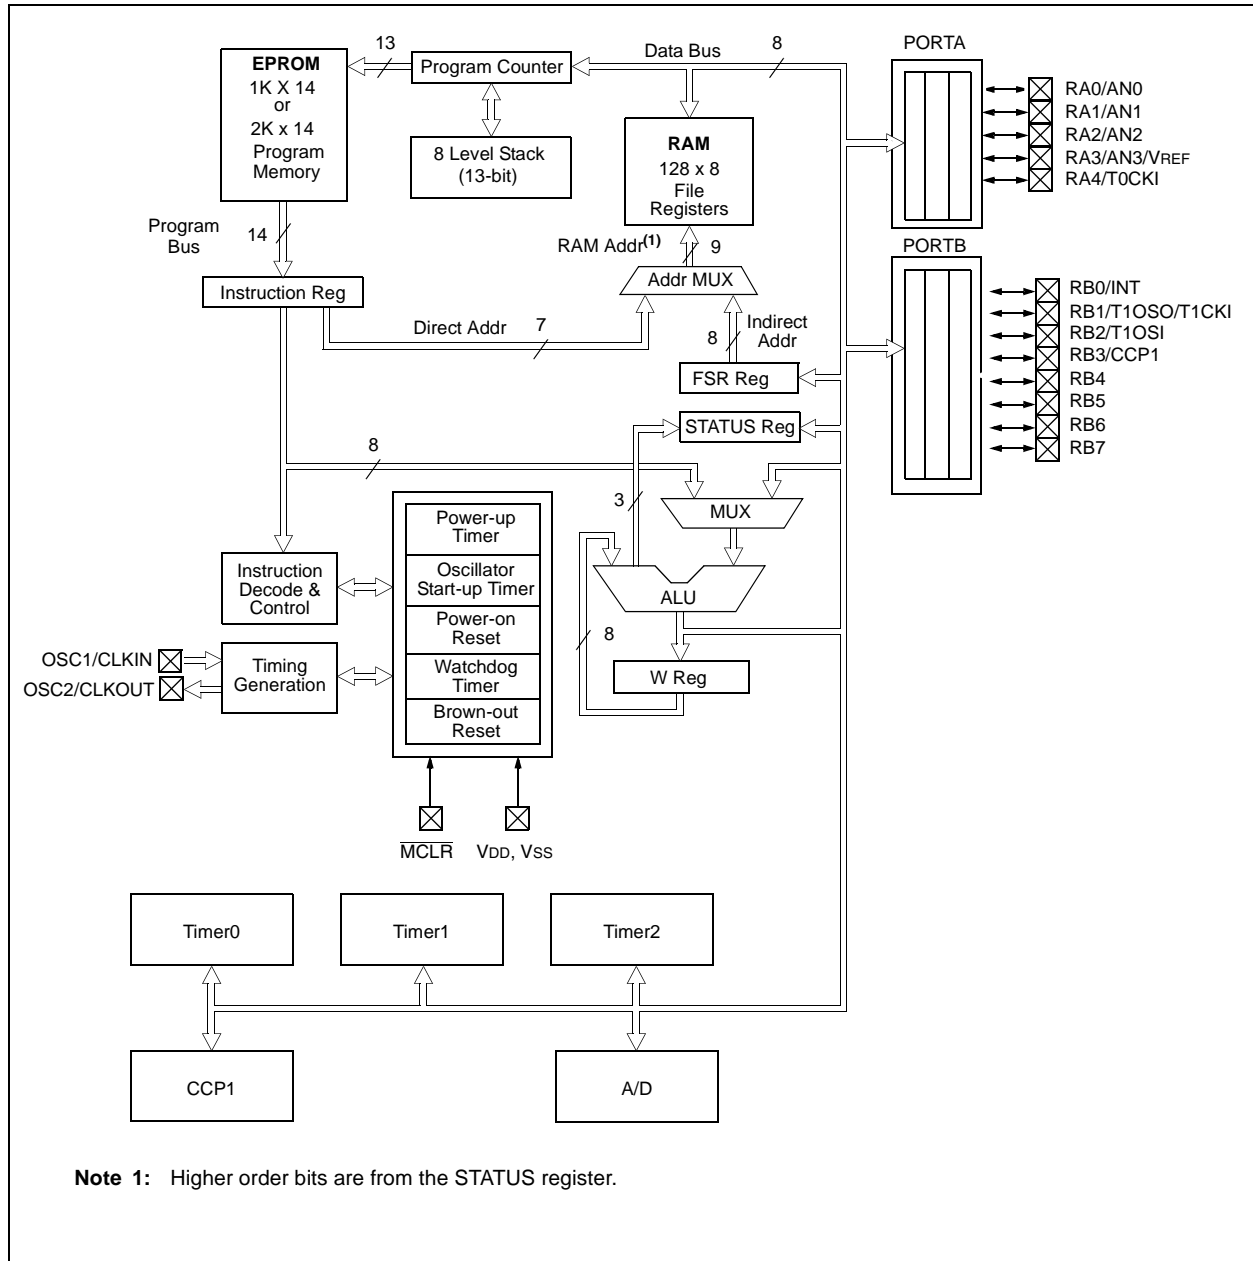 13
Data Bus
8
PORTA
EPROM
1K X 14
or
2K x 14
Program
Memory
Program Counter
8 Level Stack
(13-bit)
RAM
128 x 8
File
Registers
RA0/AN0
RA1/AN1
RA2/AN2
RA3/AN3/VREF
RA4/T0CKI
Program
Bus
14
RAM Addr(1)
9
PORTB
Instruction Reg
Addr MUX
Direct Addr
7
8
Indirect
Addr
FSR Reg
STATUS Reg
RB0/INT
RB1/T1OSO/T1CKI
RB2/T1OSI
RB3/CCP1
RB4
RB5
RB6
RB7
8
3
MUX
Power-up
Timer
Oscillator
Start-up Timer
Power-on
Reset
Watchdog
Timer
Brown-out
Reset
Instruction
Decode &
Control
ALU
8
W Reg
OSC1/CLKIN
OSC2/CLKOUT
Timing
Generation
MCLR
VDD, VSS
Timer0
Timer1
Timer2
CCP1
A/D
Note 1: Higher order bits are from the STATUS register.